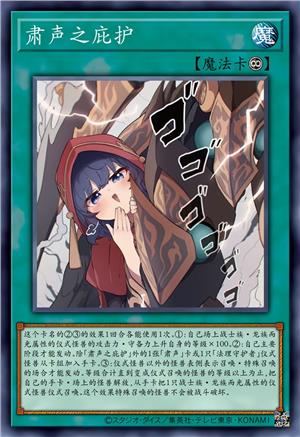 肃声之庇护
魔
【魔法卡♾】
ゴゴゴゴゴゴ
这个卡名的②③的效果1回合各能使用1次。①:自己场上战士族·龙族而
光属性的仪式怪兽的攻击力·守备力上升自身的等级×100。②:自己主要
阶段才能发动。除「肃声之庇护」外的1张「肃声」卡或1只「法理守护者」仪式
怪兽从卡组加入手卡。③:仪式怪兽以外的怪兽表侧表示召唤·特殊召唤
的场合才能发动。等级合计直到变成仪式召唤的怪兽的等级以上为止,把
自己的手卡·场上的怪兽解放,从手卡把1只战士族·龙族而光属性的仪
式怪兽仪式召唤。这个效果特殊召唤的怪兽不会被战斗破坏。
©スタジオ・ダイス／集英社・テレビ東京・KONAMI